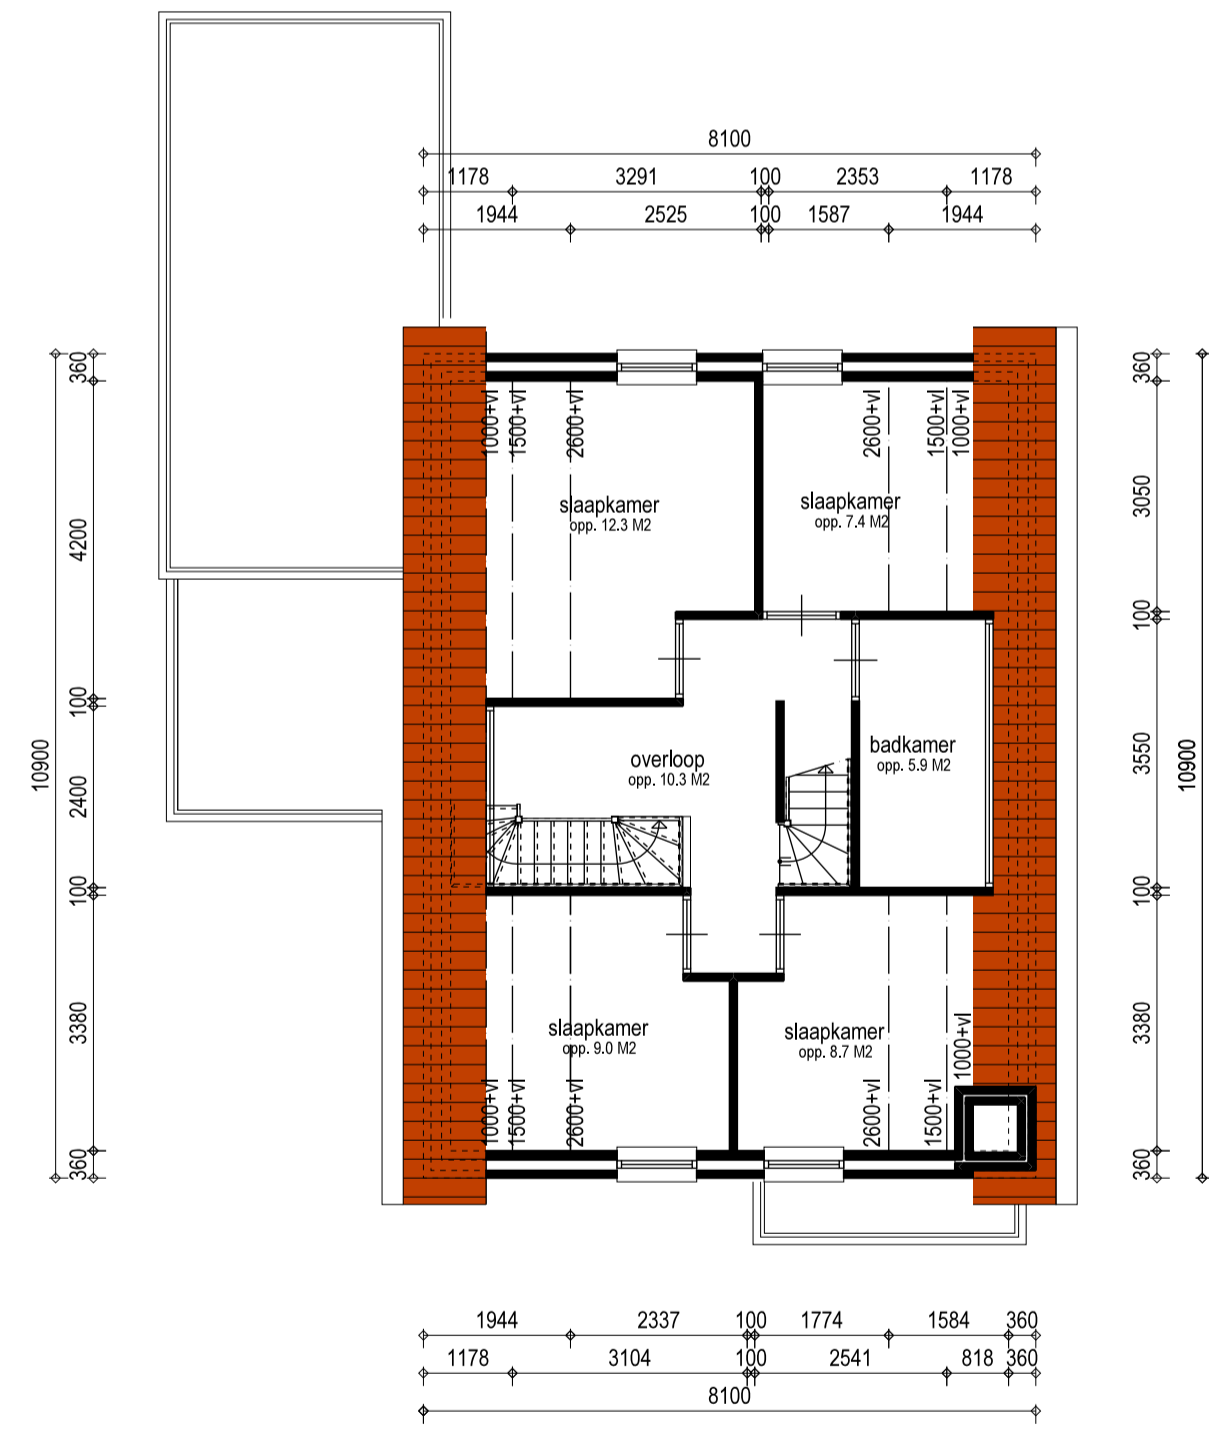 8100
1178 3291 100 2353 1178
1944 2525 100 1587 1944
360
4200
100
2400
100
3380
360
10900
360
3050
100
3550
100
3380
360
10900
1000+vl
1500+vl
2600+vl
2600+vl
1500+vl
1000+vl
slaapkamer
opp. 12.3 M2
slaapkamer
opp. 7.4 M2
overloop
opp. 10.3 M2
badkamer
opp. 5.9 M2
slaapkamer
opp. 9.0 M2
slaapkamer
opp. 8.7 M2
1000+vl
1500+vl
2600+vl
2600+vl
1500+vl
1000+vl
1944 2337 100 1774 1584 360
1178 3104 100 2541 818 360
8100